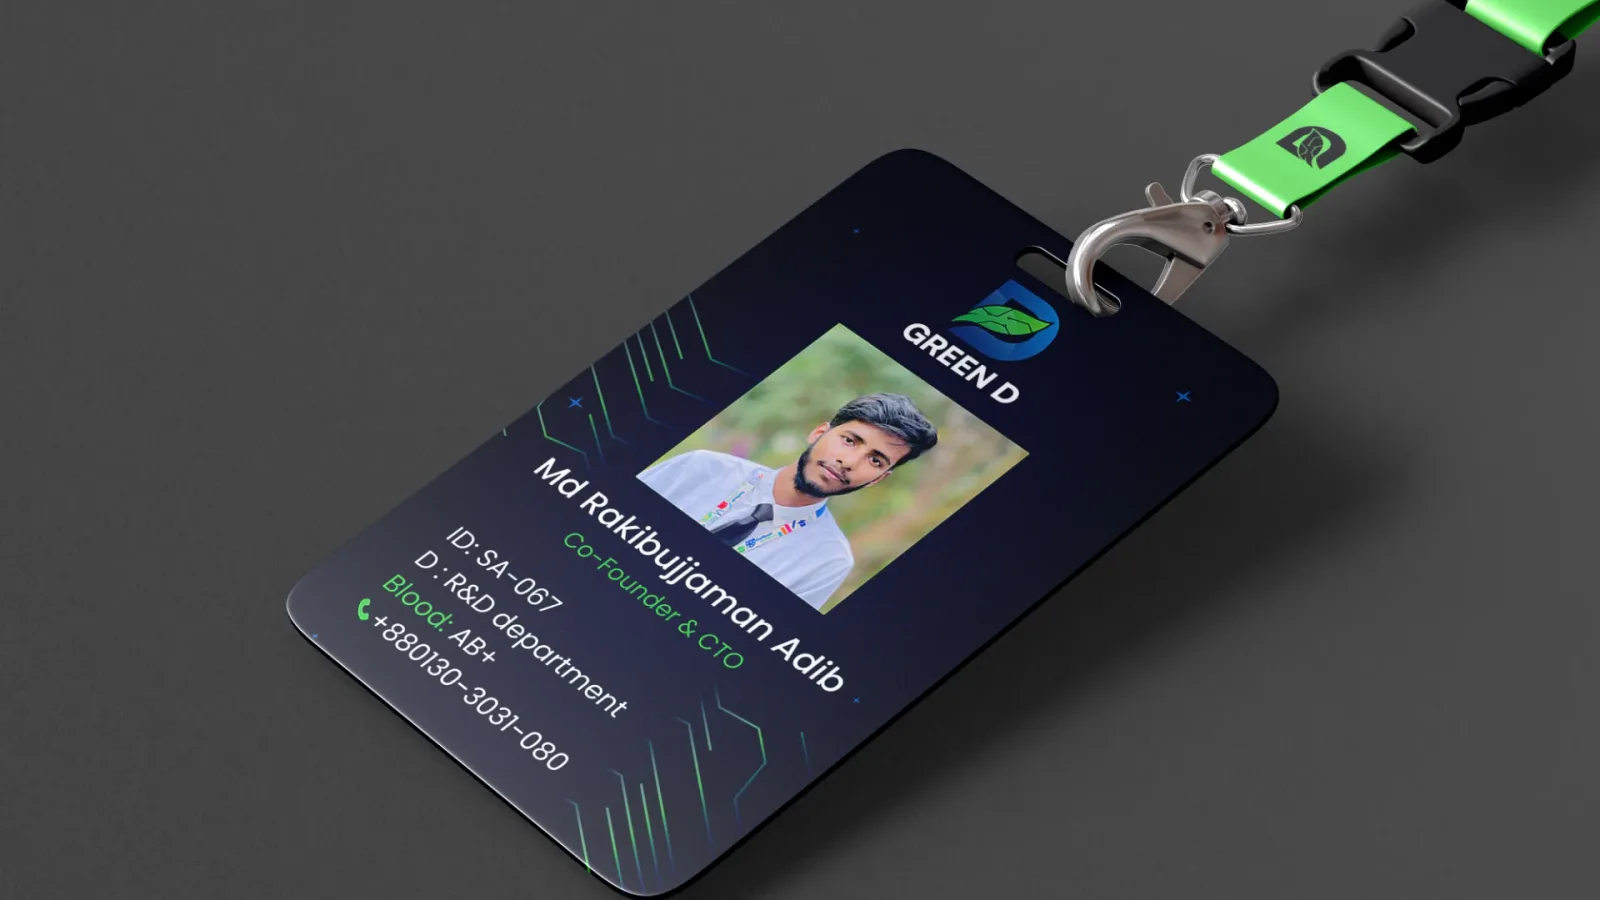 GREEN D
Md Rakibujjaman Adib
Co-Founder & CTO
ID: SA-067
D : R&D department
Blood: AB+
+880130-3031-080